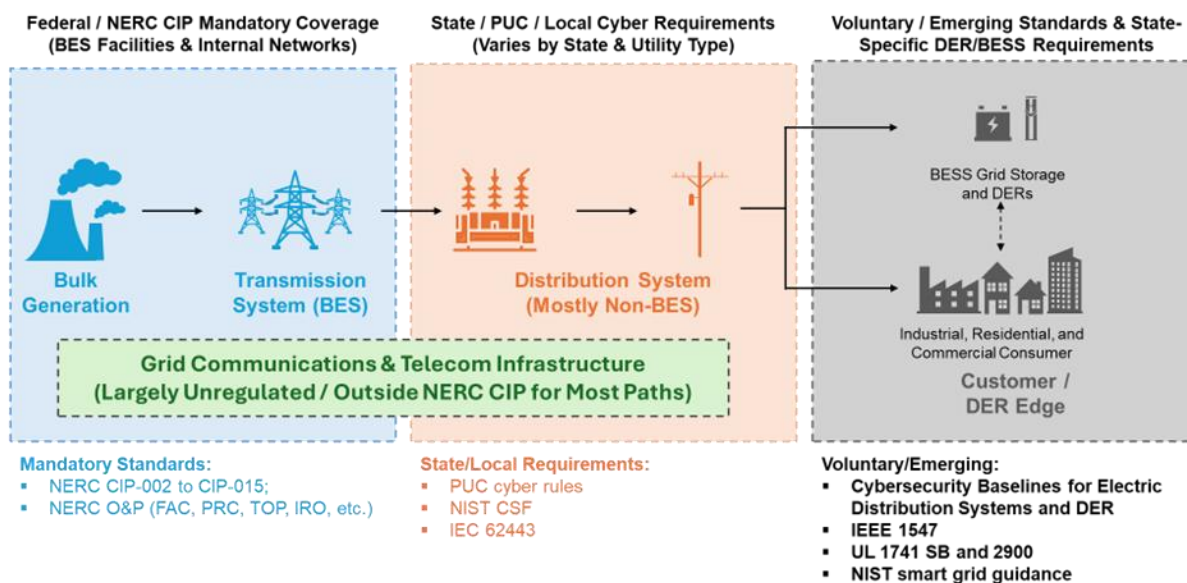 Federal / NERC CIP Mandatory Coverage
(BES Facilities & Internal Networks)
State / PUC / Local Cyber Requirements
(Varies by State & Utility Type)
Voluntary / Emerging Standards & State-
Specific DER/BESS Requirements
Bulk
Generation
Transmission
System (BES)
Distribution System
(Mostly Non-BES)
BESS Grid Storage
and DERs
Industrial, Residential, and
Commercial Consumer
Customer /
DER Edge
Grid Communications & Telecom Infrastructure
(Largely Unregulated / Outside NERC CIP for Most Paths)
Mandatory Standards:
▪ NERC CIP-002 to CIP-015;
▪ NERC O&P (FAC, PRC, TOP, IRO, etc.)
State/Local Requirements:
▪ PUC cyber rules
▪ NIST CSF
▪ IEC 62443
Voluntary/Emerging:
▪ Cybersecurity Baselines for Electric
Distribution Systems and DER
▪ IEEE 1547
▪ UL 1741 SB and 2900
▪ NIST smart grid guidance